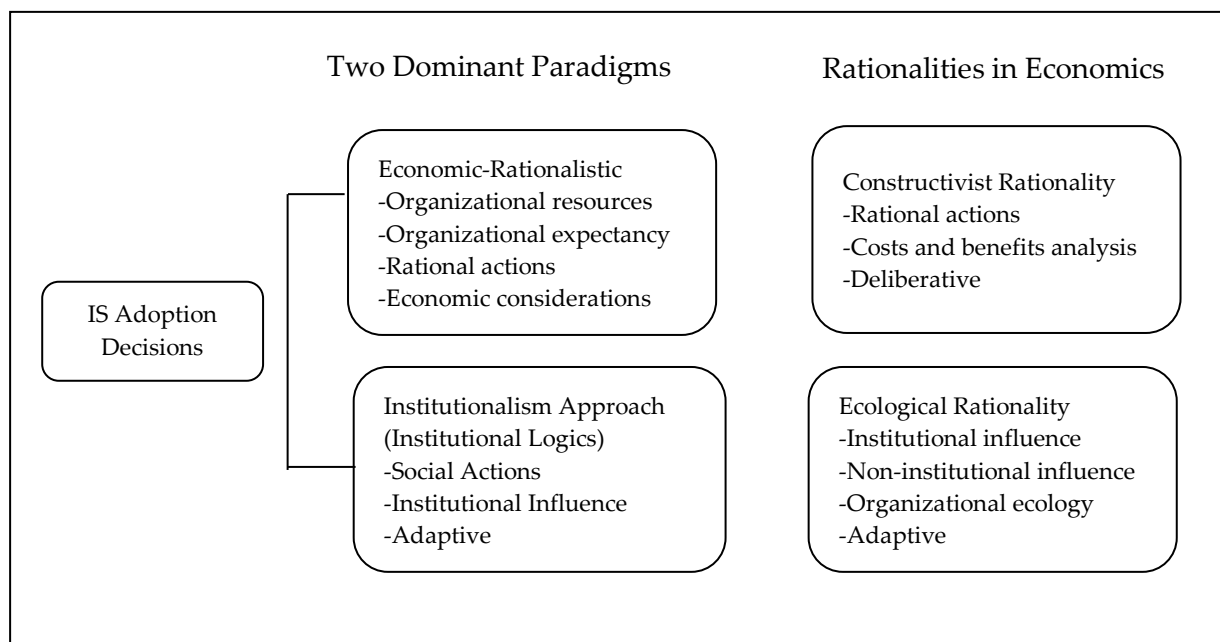 Two Dominant Paradigms
Rationalities in Economics
IS Adoption
Decisions
Economic-Rationalistic
-Organizational resources
-Organizational expectancy
-Rational actions
-Economic considerations
Constructivist Rationality
-Rational actions
-Costs and benefits analysis
-Deliberative
Institutionalism Approach
(Institutional Logics)
-Social Actions
-Institutional Influence
-Adaptive
Ecological Rationality
-Institutional influence
-Non-institutional influence
-Organizational ecology
-Adaptive